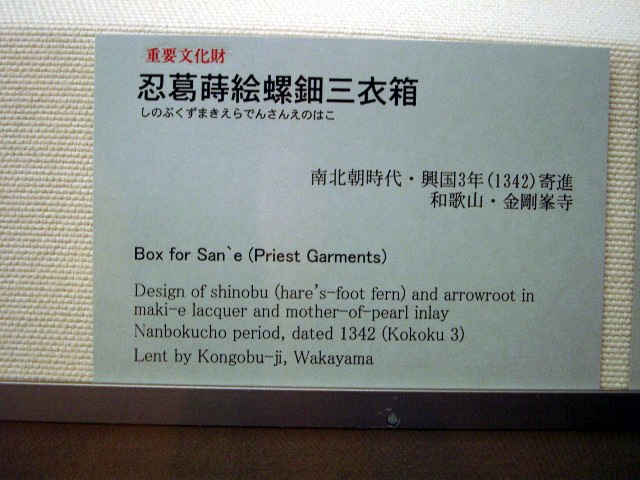 重要文化財
忍葛蒔絵螺鈿三衣箱
しのぶくずまきえらでんさんえのはこ
南北朝時代・興国3年(1342)寄進
和歌山・金剛峯寺
Box for San`e (Priest Garments)
Design of shinobu (hare's-foot fern) and arrowroot in
maki-e lacquer and mother-of-pearl inlay
Nanbokucho period, dated 1342 (Kokoku 3)
Lent by Kongobu-ji, Wakayama